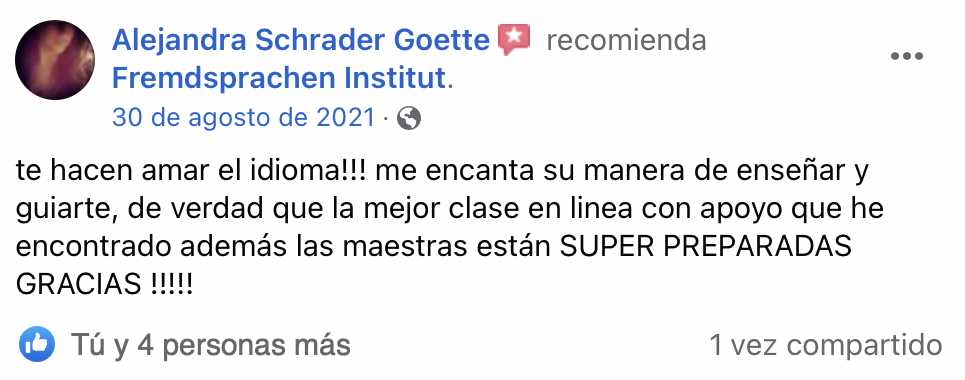 Alejandra Schrader Goette recomienda
Fremdsprachen Institut.
30 de agosto de 2021 ·
te hacen amar el idioma!!! me encanta su manera de enseñar y
guiarte, de verdad que la mejor clase en linea con apoyo que he
encontrado además las maestras están SUPER PREPARADAS
GRACIAS !!!!!
Tú y 4 personas más 1 vez compartido